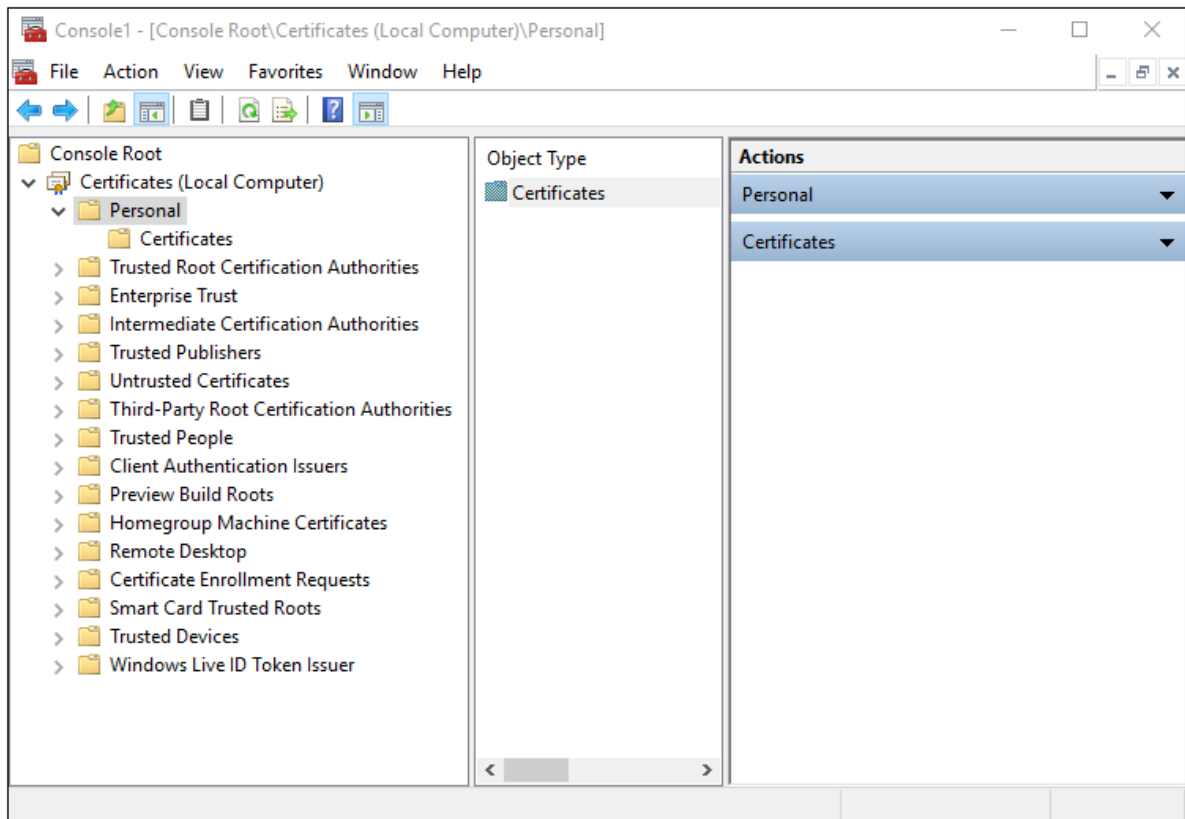 Console1 - [Console Root\Certificates (Local Computer)\Personal]
File Action View Favorites Window Help
Console Root
Certificates (Local Computer)
Personal
Certificates
Trusted Root Certification Authorities
Enterprise Trust
Intermediate Certification Authorities
Trusted Publishers
Untrusted Certificates
Third-Party Root Certification Authorities
Trusted People
Client Authentication Issuers
Preview Build Roots
Homegroup Machine Certificates
Remote Desktop
Certificate Enrollment Requests
Smart Card Trusted Roots
Trusted Devices
Windows Live ID Token Issuer
Object Type
Certificates
Actions
Personal
Certificates